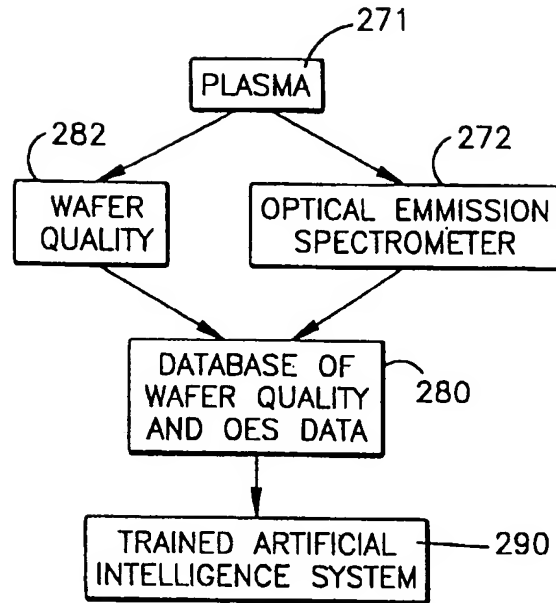 271
PLASMA
282
272
WAFER
QUALITY
OPTICAL EMMISSION
SPECTROMETER
DATABASE OF
WAFER QUALITY
AND OES DATA
280
TRAINED ARTIFICIAL
INTELLIGENCE SYSTEM
290